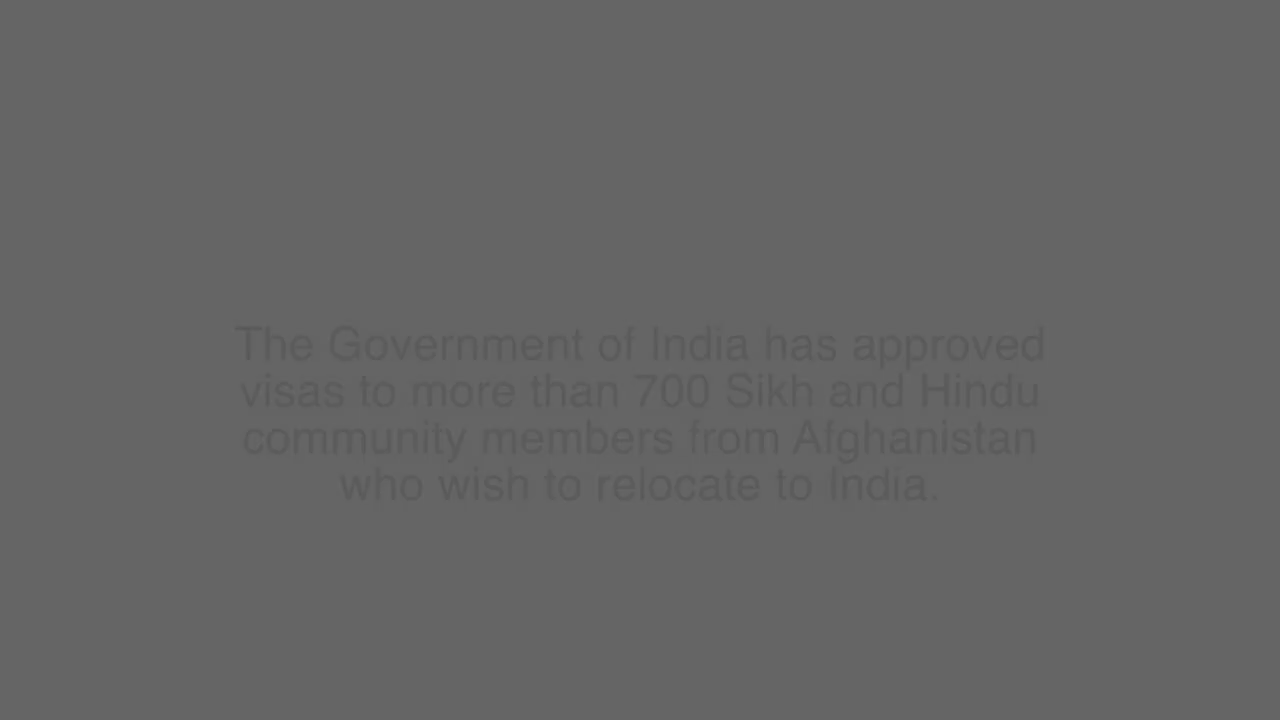 The Government of India has approved
visas to more than 700 Sikh and Hindu
community members from Afghanistan
who wish to relocate to India.